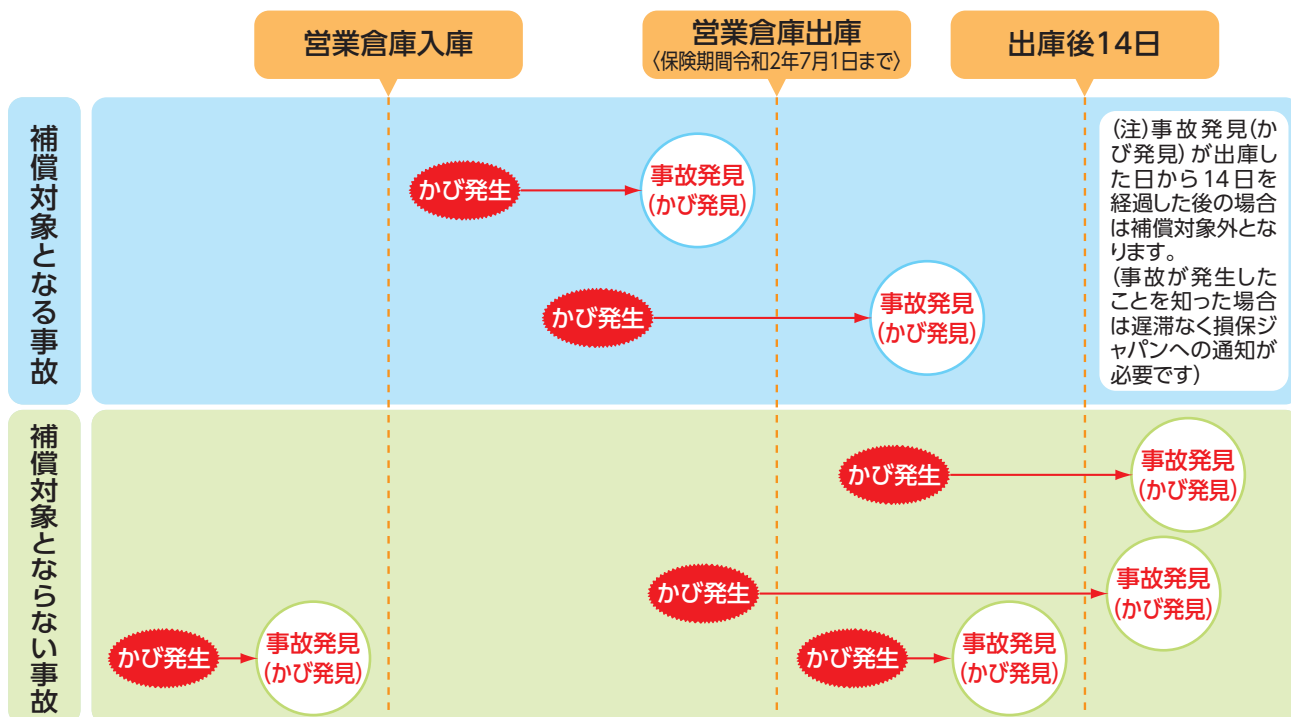 営業倉庫入庫
営業倉庫出庫
〈保険期間令和2年7月1日まで〉
出庫後14日
補償対象となる事故
かび発生
事故発見
(かび発見)
かび発生
事故発見
(かび発見)
(注)事故発見(か
び発見)が出庫し
た日から14日を
経過した後の場合
は補償対象外とな
ります。
(事故が発生した
ことを知った場合
は遅滞なく損保ジ
ャパンへの通知が
必要です)
補償対象とならない事故
かび発生
事故発見
(かび発見)
かび発生
事故発見
(かび発見)
かび発生
事故発見
(かび発見)
かび発生
事故発見
(かび発見)